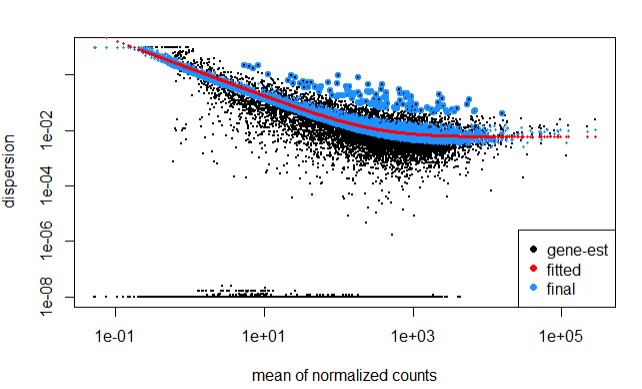 dispersion
1e-02
1e-04
1e-06
1e-08
gene-est
fitted
final
1e-01 1e+01 1e+03 1e+05
mean of normalized counts